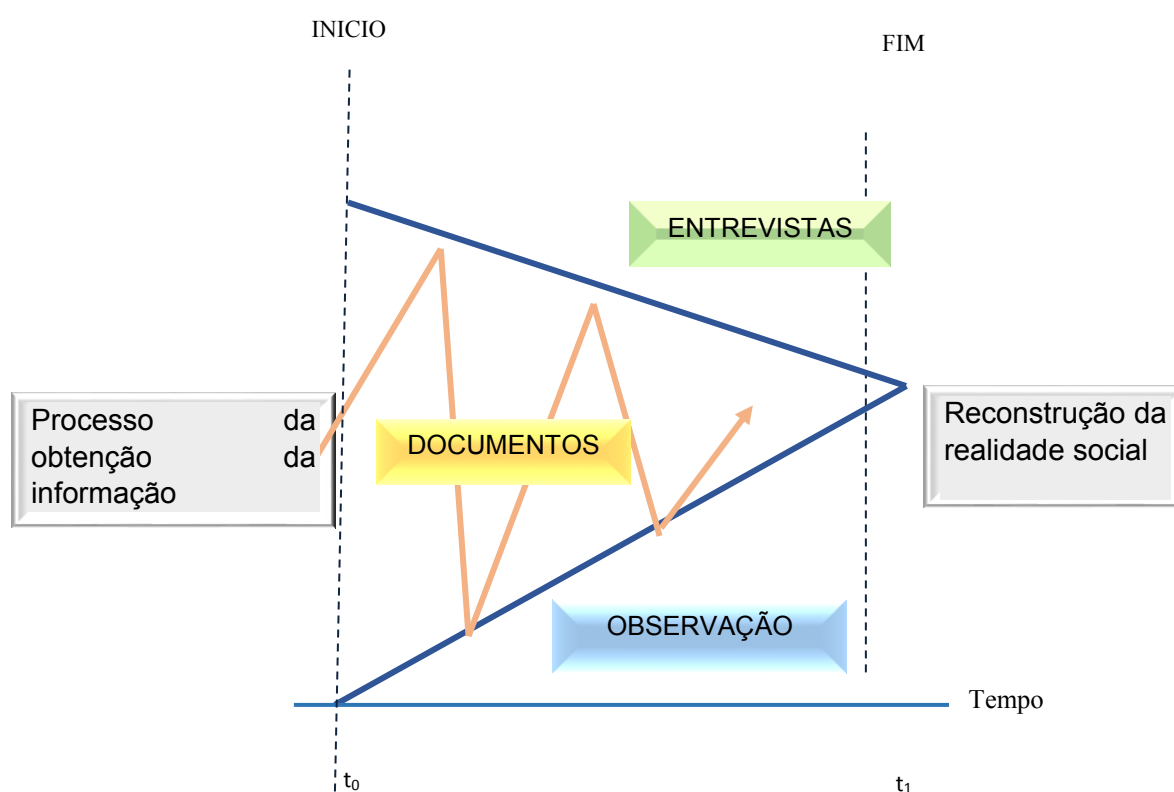 INICIO
FIM
ENTREVISTAS
Processo da
obtenção da
informação
DOCUMENTOS
Reconstrução da
realidade social
OBSERVAÇÃO
Tempo
t₀
t₁